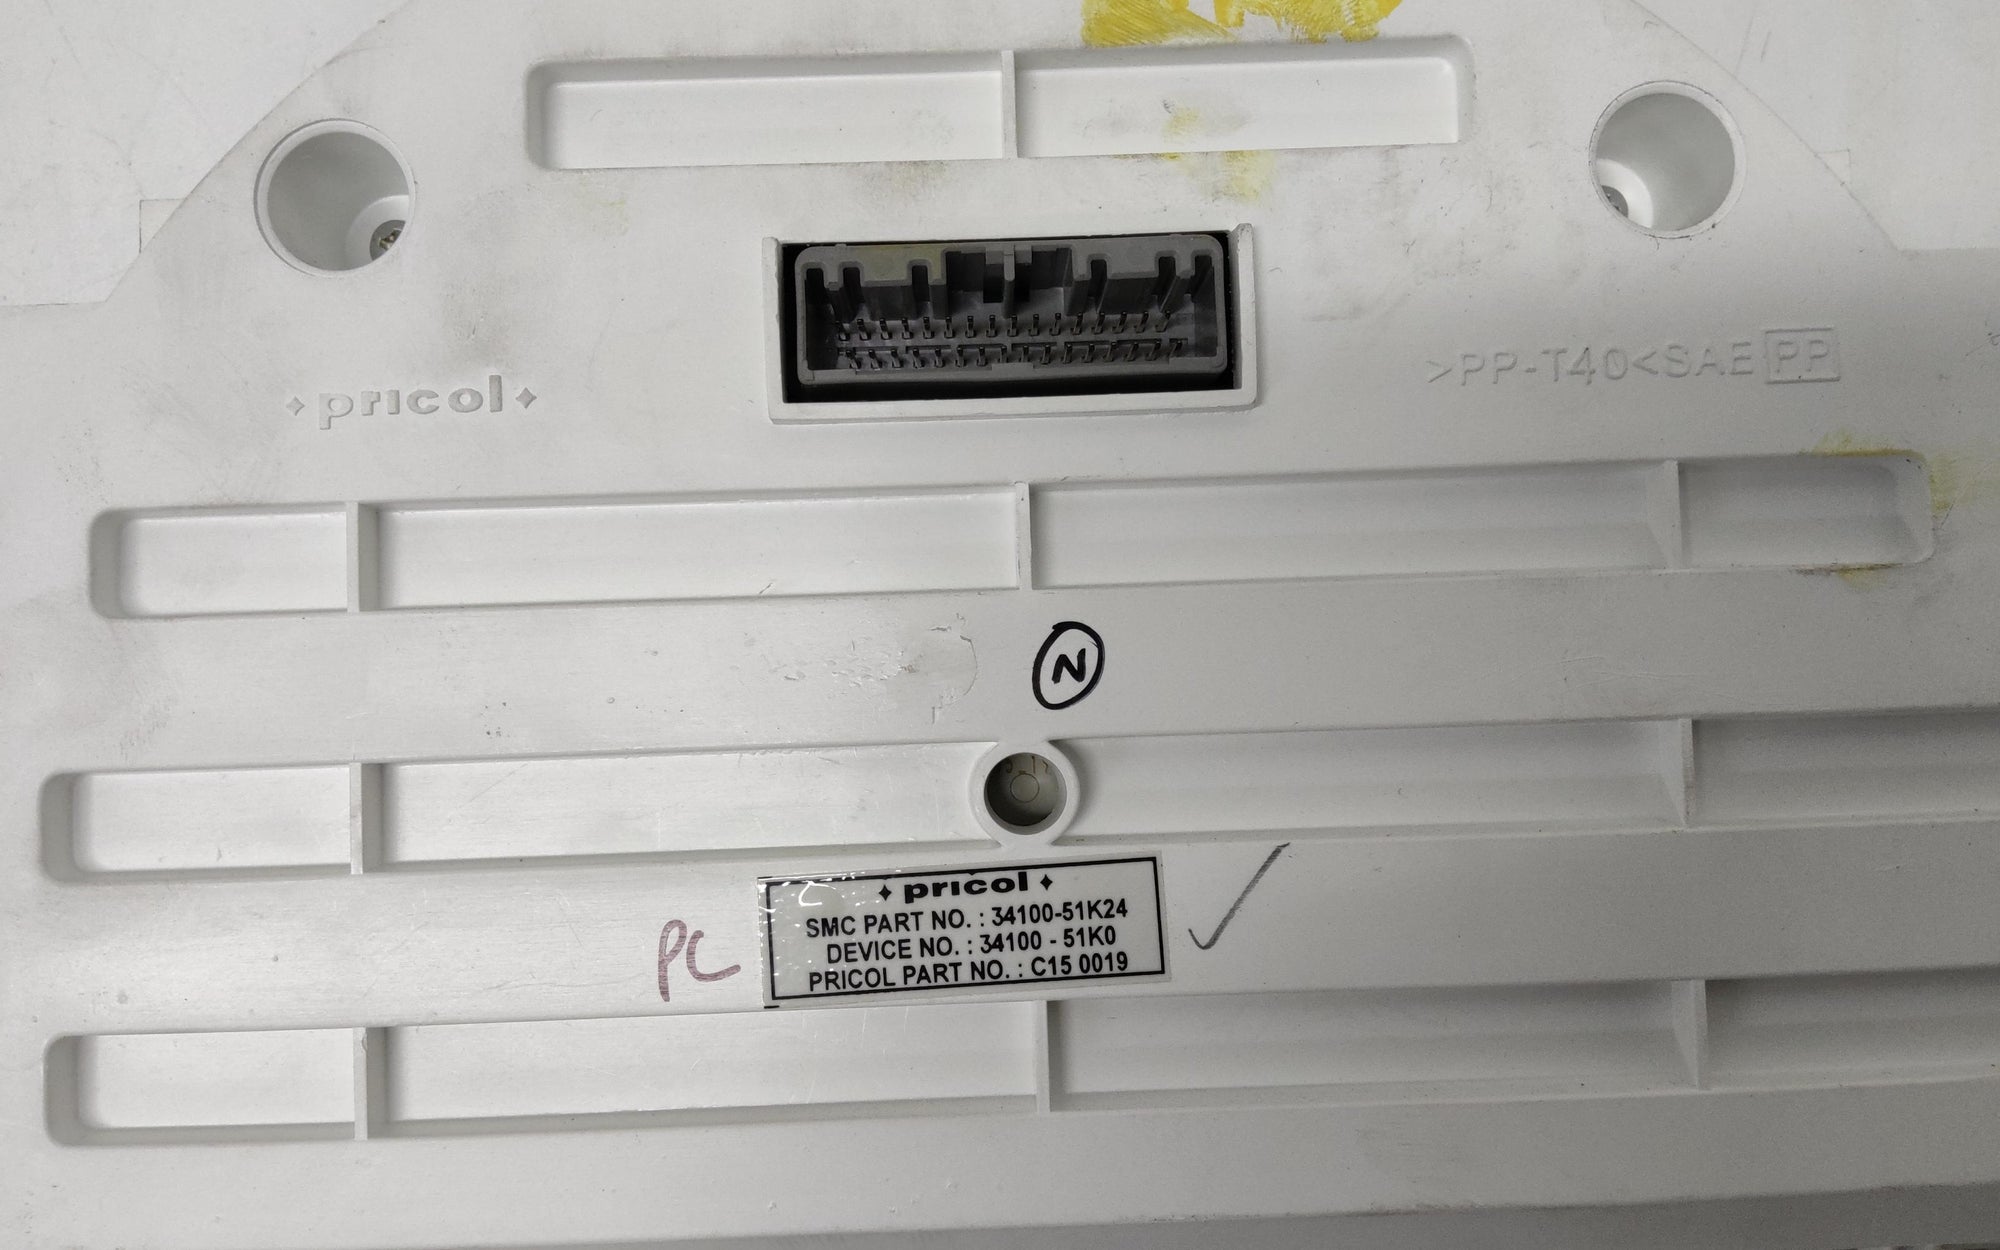 pricol
>PP-T40<SAE PP
N
pricol
SMC PART NO. : 34100-51K24
DEVICE NO. : 34100 - 51K0
PRICOL PART NO. : C15 0019
PC